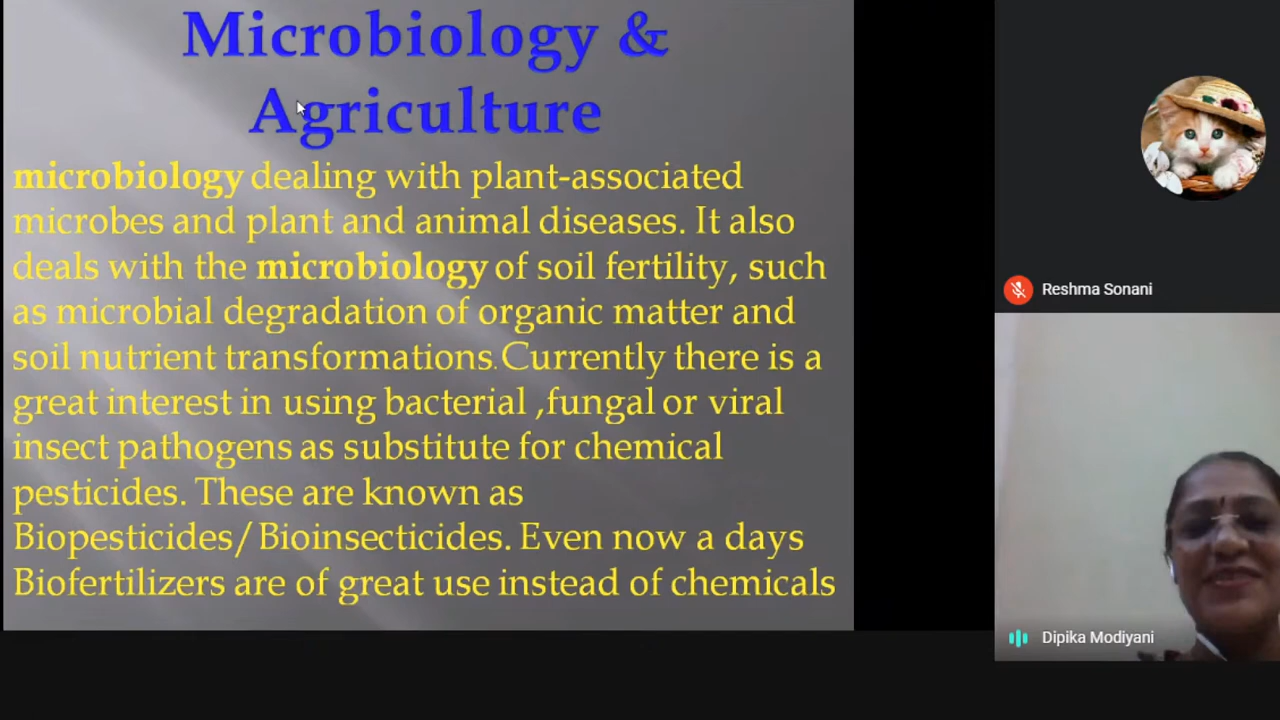 Microbiology &
Agriculture
microbiology dealing with plant-associated
microbes and plant and animal diseases. It also
deals with the microbiology of soil fertility, such
as microbial degradation of organic matter and
soil nutrient transformations.Currently there is a
great interest in using bacterial ,fungal or viral
insect pathogens as substitute for chemical
pesticides. These are known as
Biopesticides/Bioinsecticides. Even now a days
Biofertilizers are of great use instead of chemicals
Reshma Sonani
Dipika Modiyani